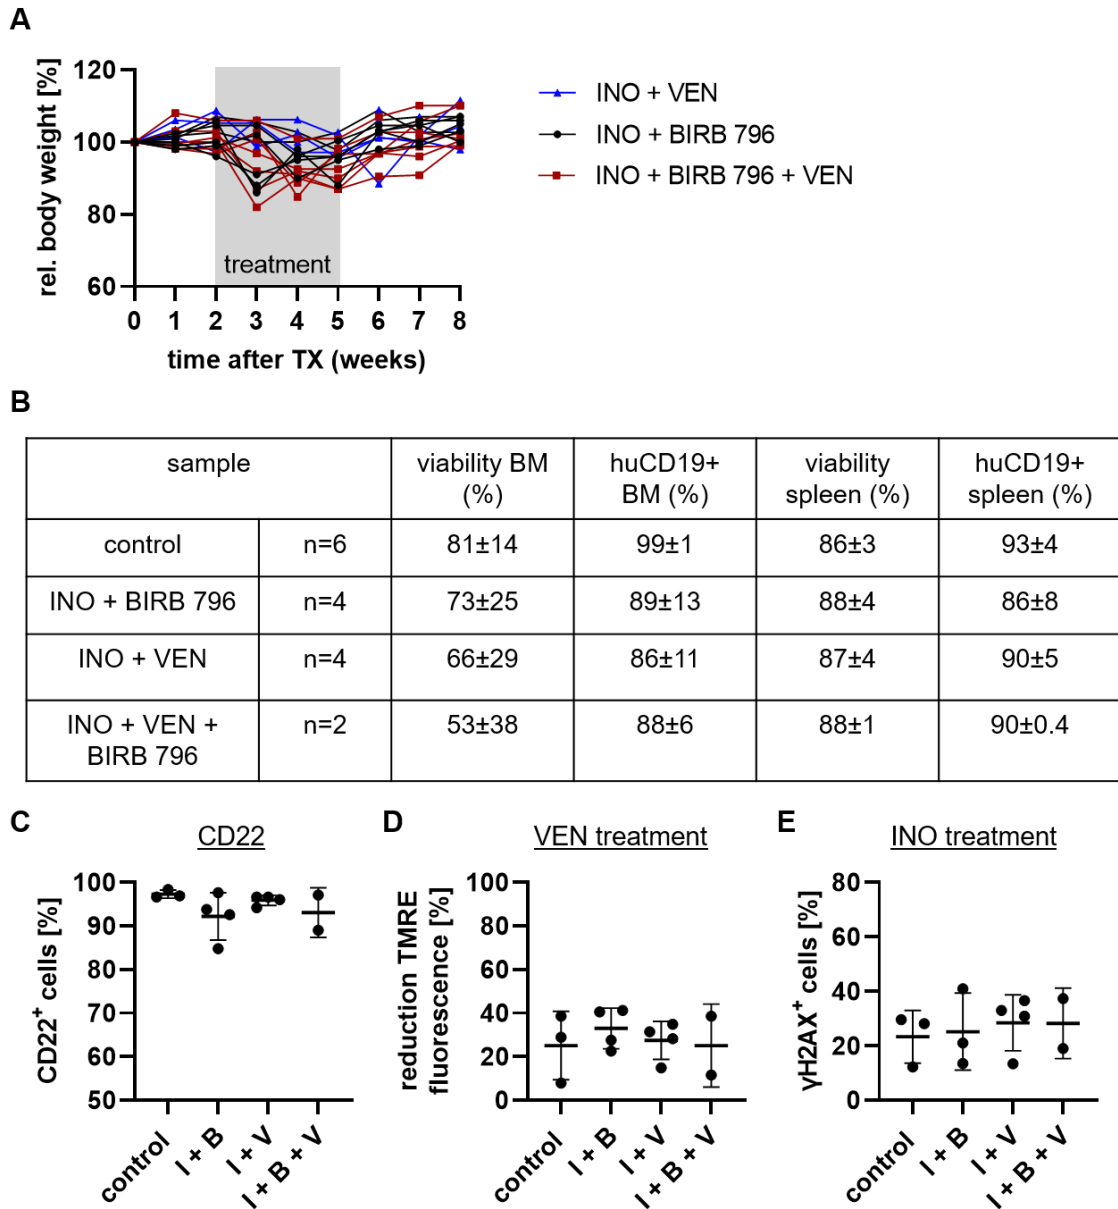 A
rel. body weight [%]
120
100
80
60
treatment
0 1 2 3 4 5 6 7 8
time after TX (weeks)
INO + VEN
INO + BIRB 796
INO + BIRB 796 + VEN
B
sample viability BM (%) huCD19+ BM (%) viability spleen (%) huCD19+ spleen (%)
control n=6 81±14 99±1 86±3 93±4
INO + BIRB 796 n=4 73±25 89±13 88±4 86±8
INO + VEN n=4 66±29 86±11 87±4 90±5
INO + VEN + BIRB 796 n=2 53±38 88±6 88±1 90±0.4
C
CD22
CD22⁺ cells [%]
100
90
80
70
60
50
control I + B I + V I + B + V
D
VEN treatment
reduction TMRE
fluorescence [%]
100
80
60
40
20
0
control I + B I + V I + B + V
E
INO treatment
γH2AX⁺ cells [%]
80
60
40
20
0
control I + B I + V I + B + V